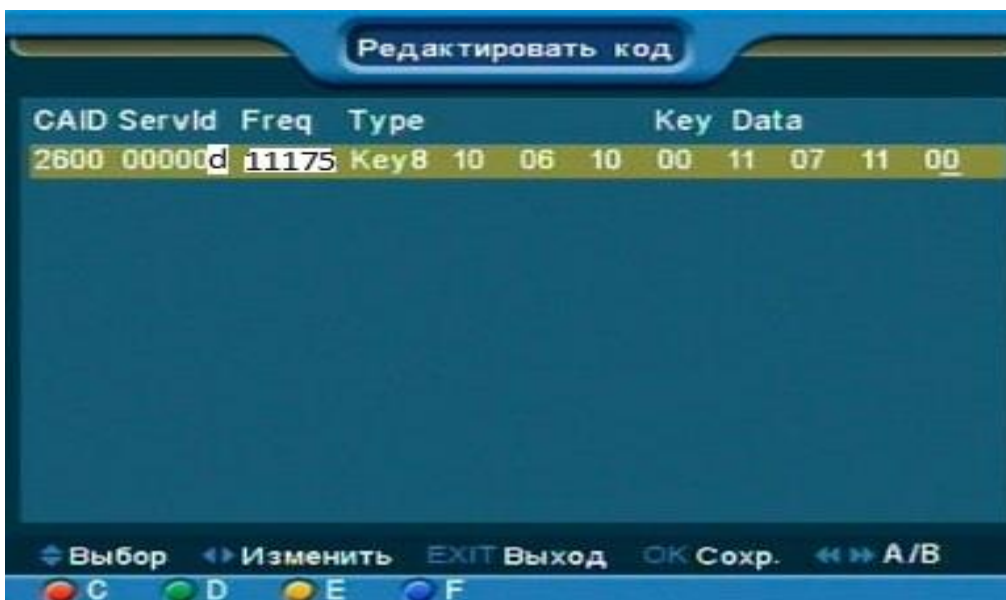 Редактировать код
CAID ServId Freq Type Key Data
2600 00000d 11175 Key8 10 06 10 00 11 07 11 00
Выбор Изменить EXIT Выход OK Сохр. A/B
C D E F